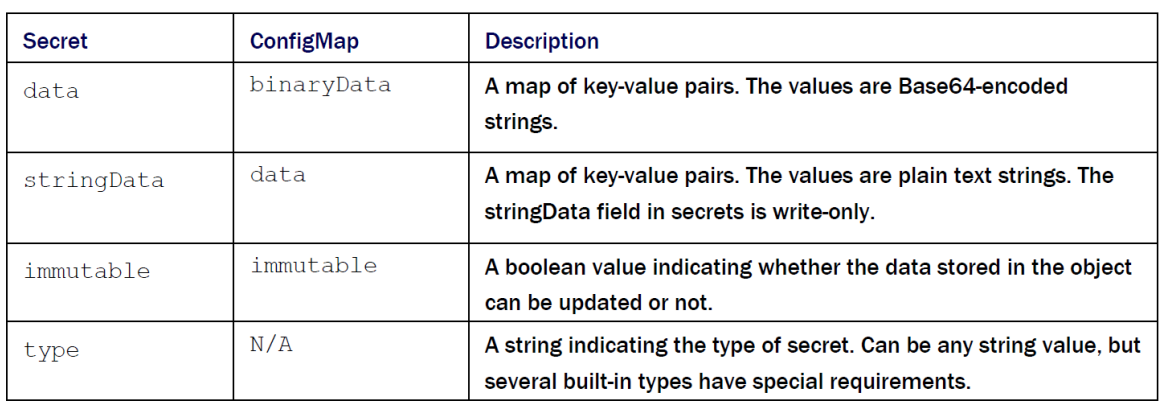 Secret ConfigMap Description
data binaryData A map of key-value pairs. The values are Base64-encoded
strings.
stringData data A map of key-value pairs. The values are plain text strings. The
stringData field in secrets is write-only.
immutable immutable A boolean value indicating whether the data stored in the object
can be updated or not.
type N/A A string indicating the type of secret. Can be any string value, but
several built-in types have special requirements.